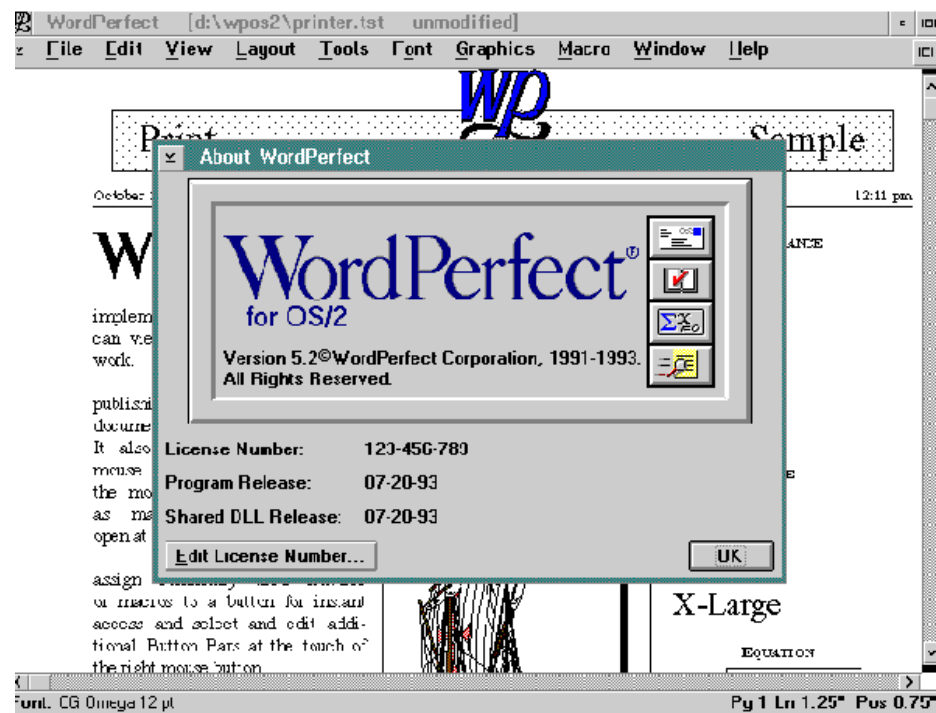 WordPerfect [d:\wpos2\printer.tst unmodified]
File Edit View Layout Tools Font Graphics Macro Window Help
wp
Print Sample
October 12:11 pm
About WordPerfect
W
WordPerfect®
for OS/2
Version 5.2©WordPerfect Corporation, 1991-1993.
All Rights Reserved.
implem
can vie
work.
publishi
docume
It also
mouse
the mo
as ma
open at
License Number: 123-456-789
Program Release: 07-20-93
Shared DLL Release: 07-20-93
Edit License Number... OK
assign
or macros to a button for instant
access and select and edit addi-
tional Button Bars at the touch of
the right mouse button
X-Large
EQUATION
Font: CG Omega 12 pt Pg 1 Ln 1.25" Pos 0.75"